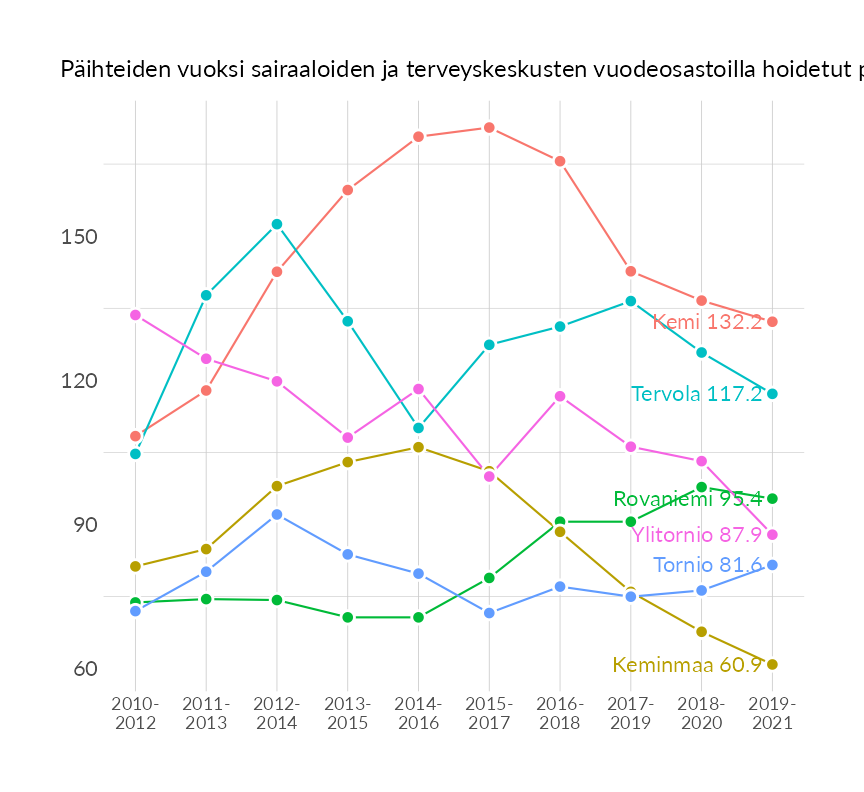 Päihteiden vuoksi sairaaloiden ja terveyskeskusten vuodeosastoilla hoidetut
150
120
90
60
Kemi 132.2
Tervola 117.2
Rovaniemi 95.4
Ylitornio 87.9
Tornio 81.6
Keminmaa 60.9
2010- 2011- 2012- 2013- 2014- 2015- 2016- 2017- 2018- 2019-
2012 2013 2014 2015 2016 2017 2018 2019 2020 2021